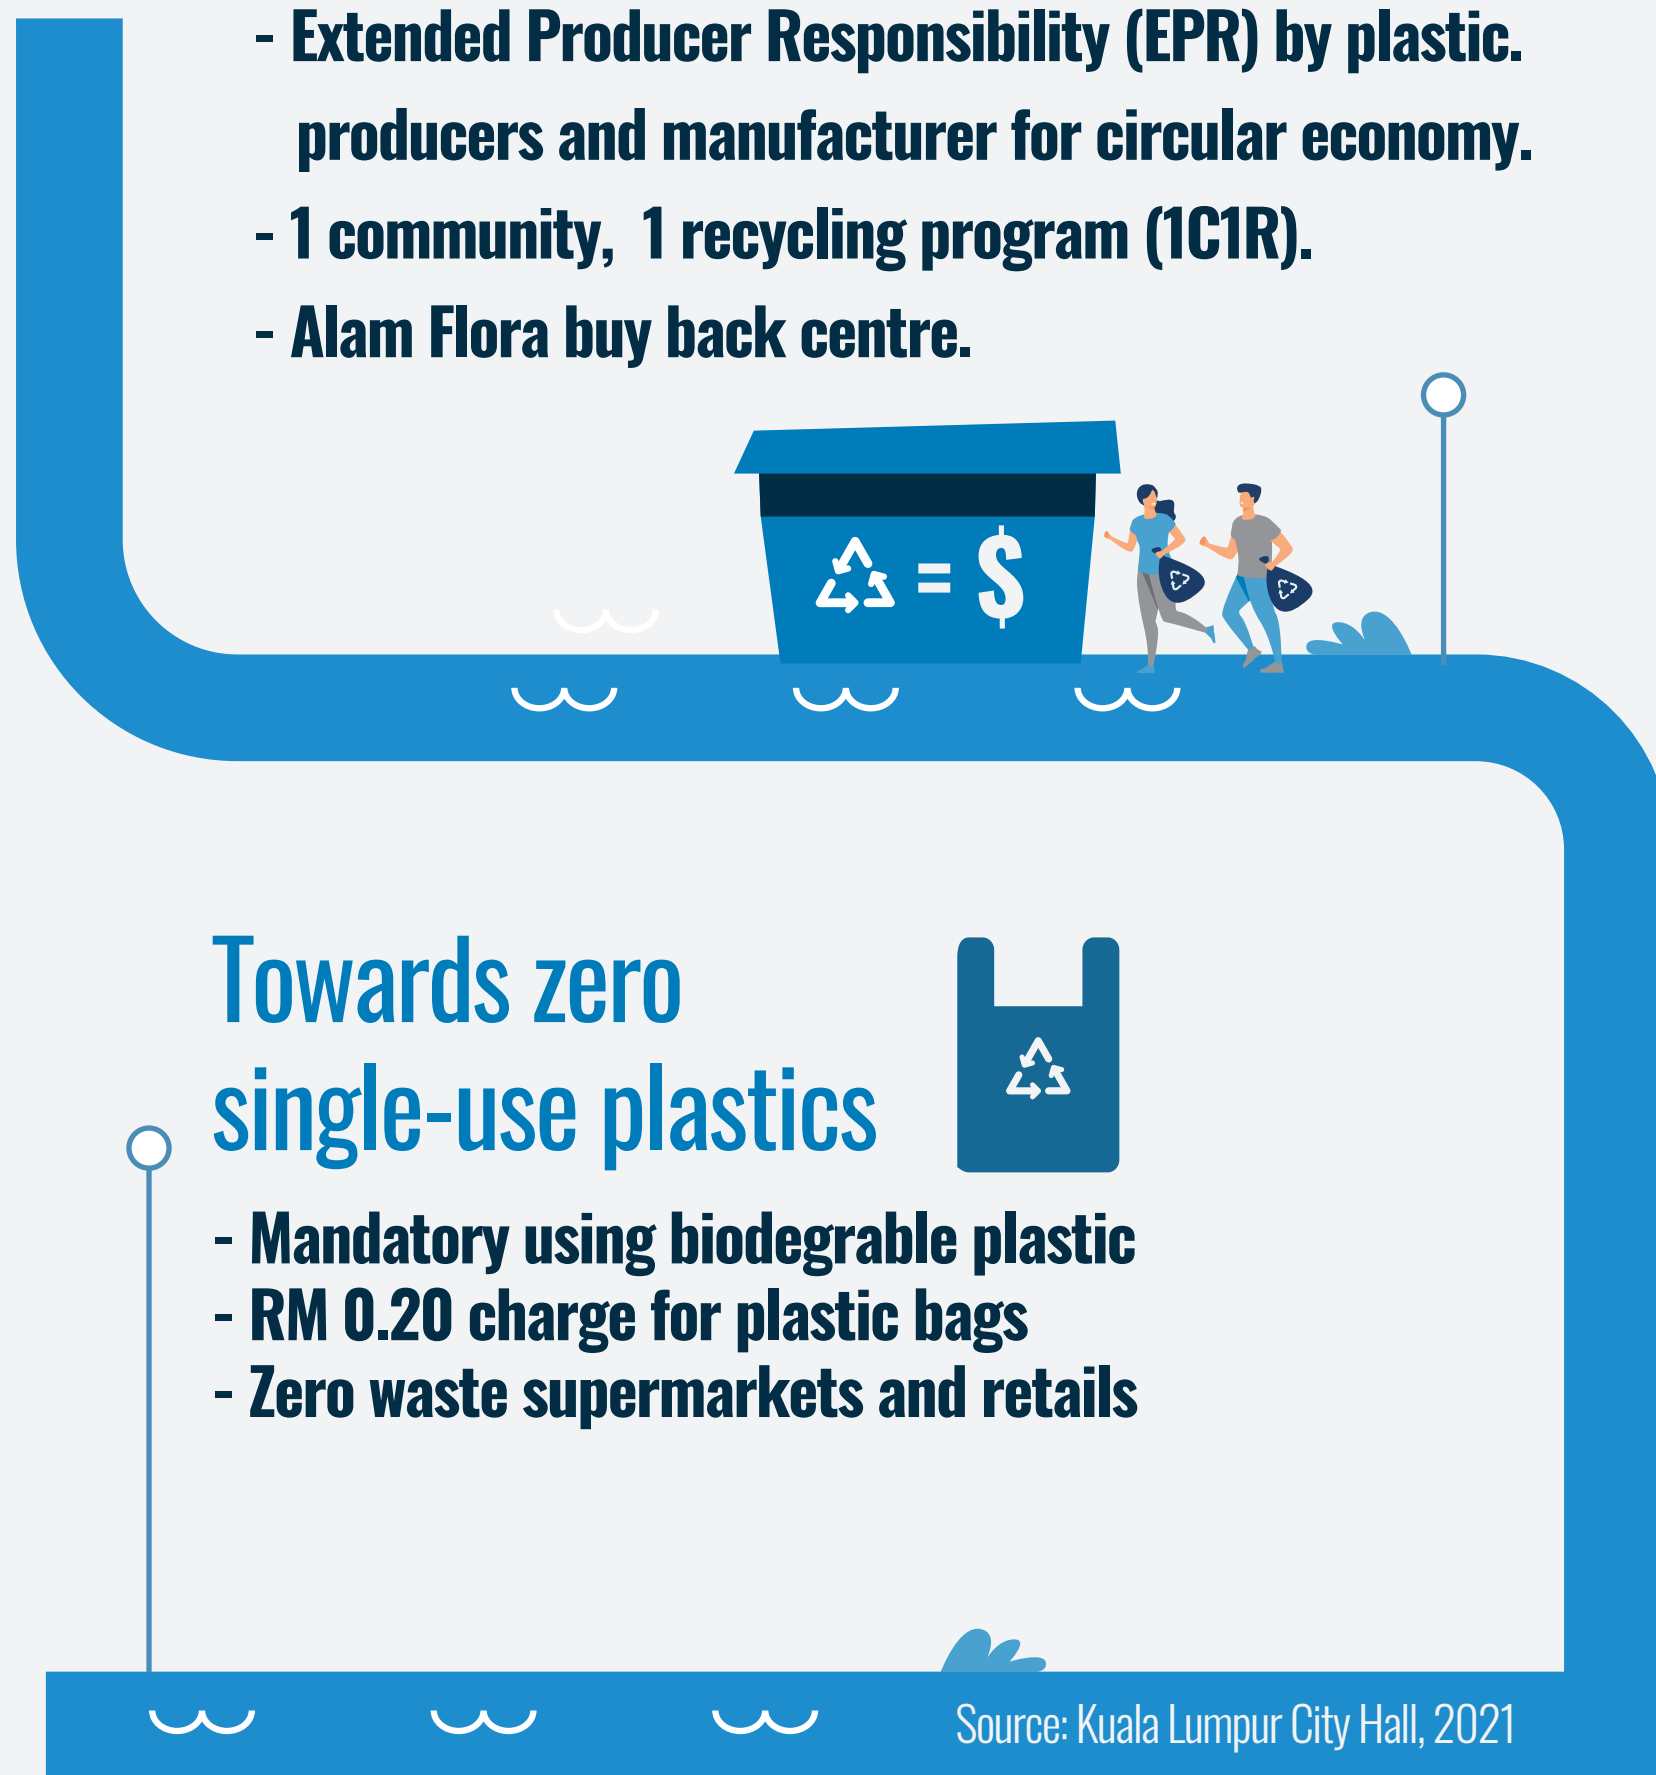 - Extended Producer Responsibility (EPR) by plastic.
producers and manufacturer for circular economy.
- 1 community, 1 recycling program (1C1R).
- Alam Flora buy back centre.
= $
Towards zero
single-use plastics
- Mandatory using biodegrable plastic
- RM 0.20 charge for plastic bags
- Zero waste supermarkets and retails
Source: Kuala Lumpur City Hall, 2021